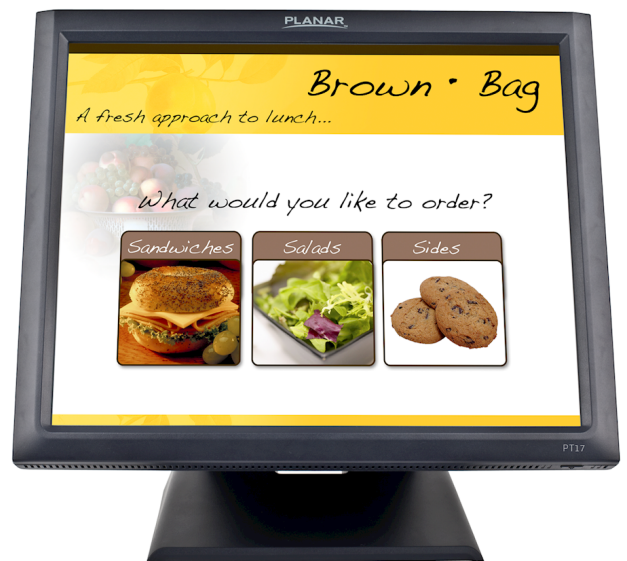 PLANAR
Brown • Bag
A fresh approach to lunch...
What would you like to order?
Sandwiches Salads Sides
PT17